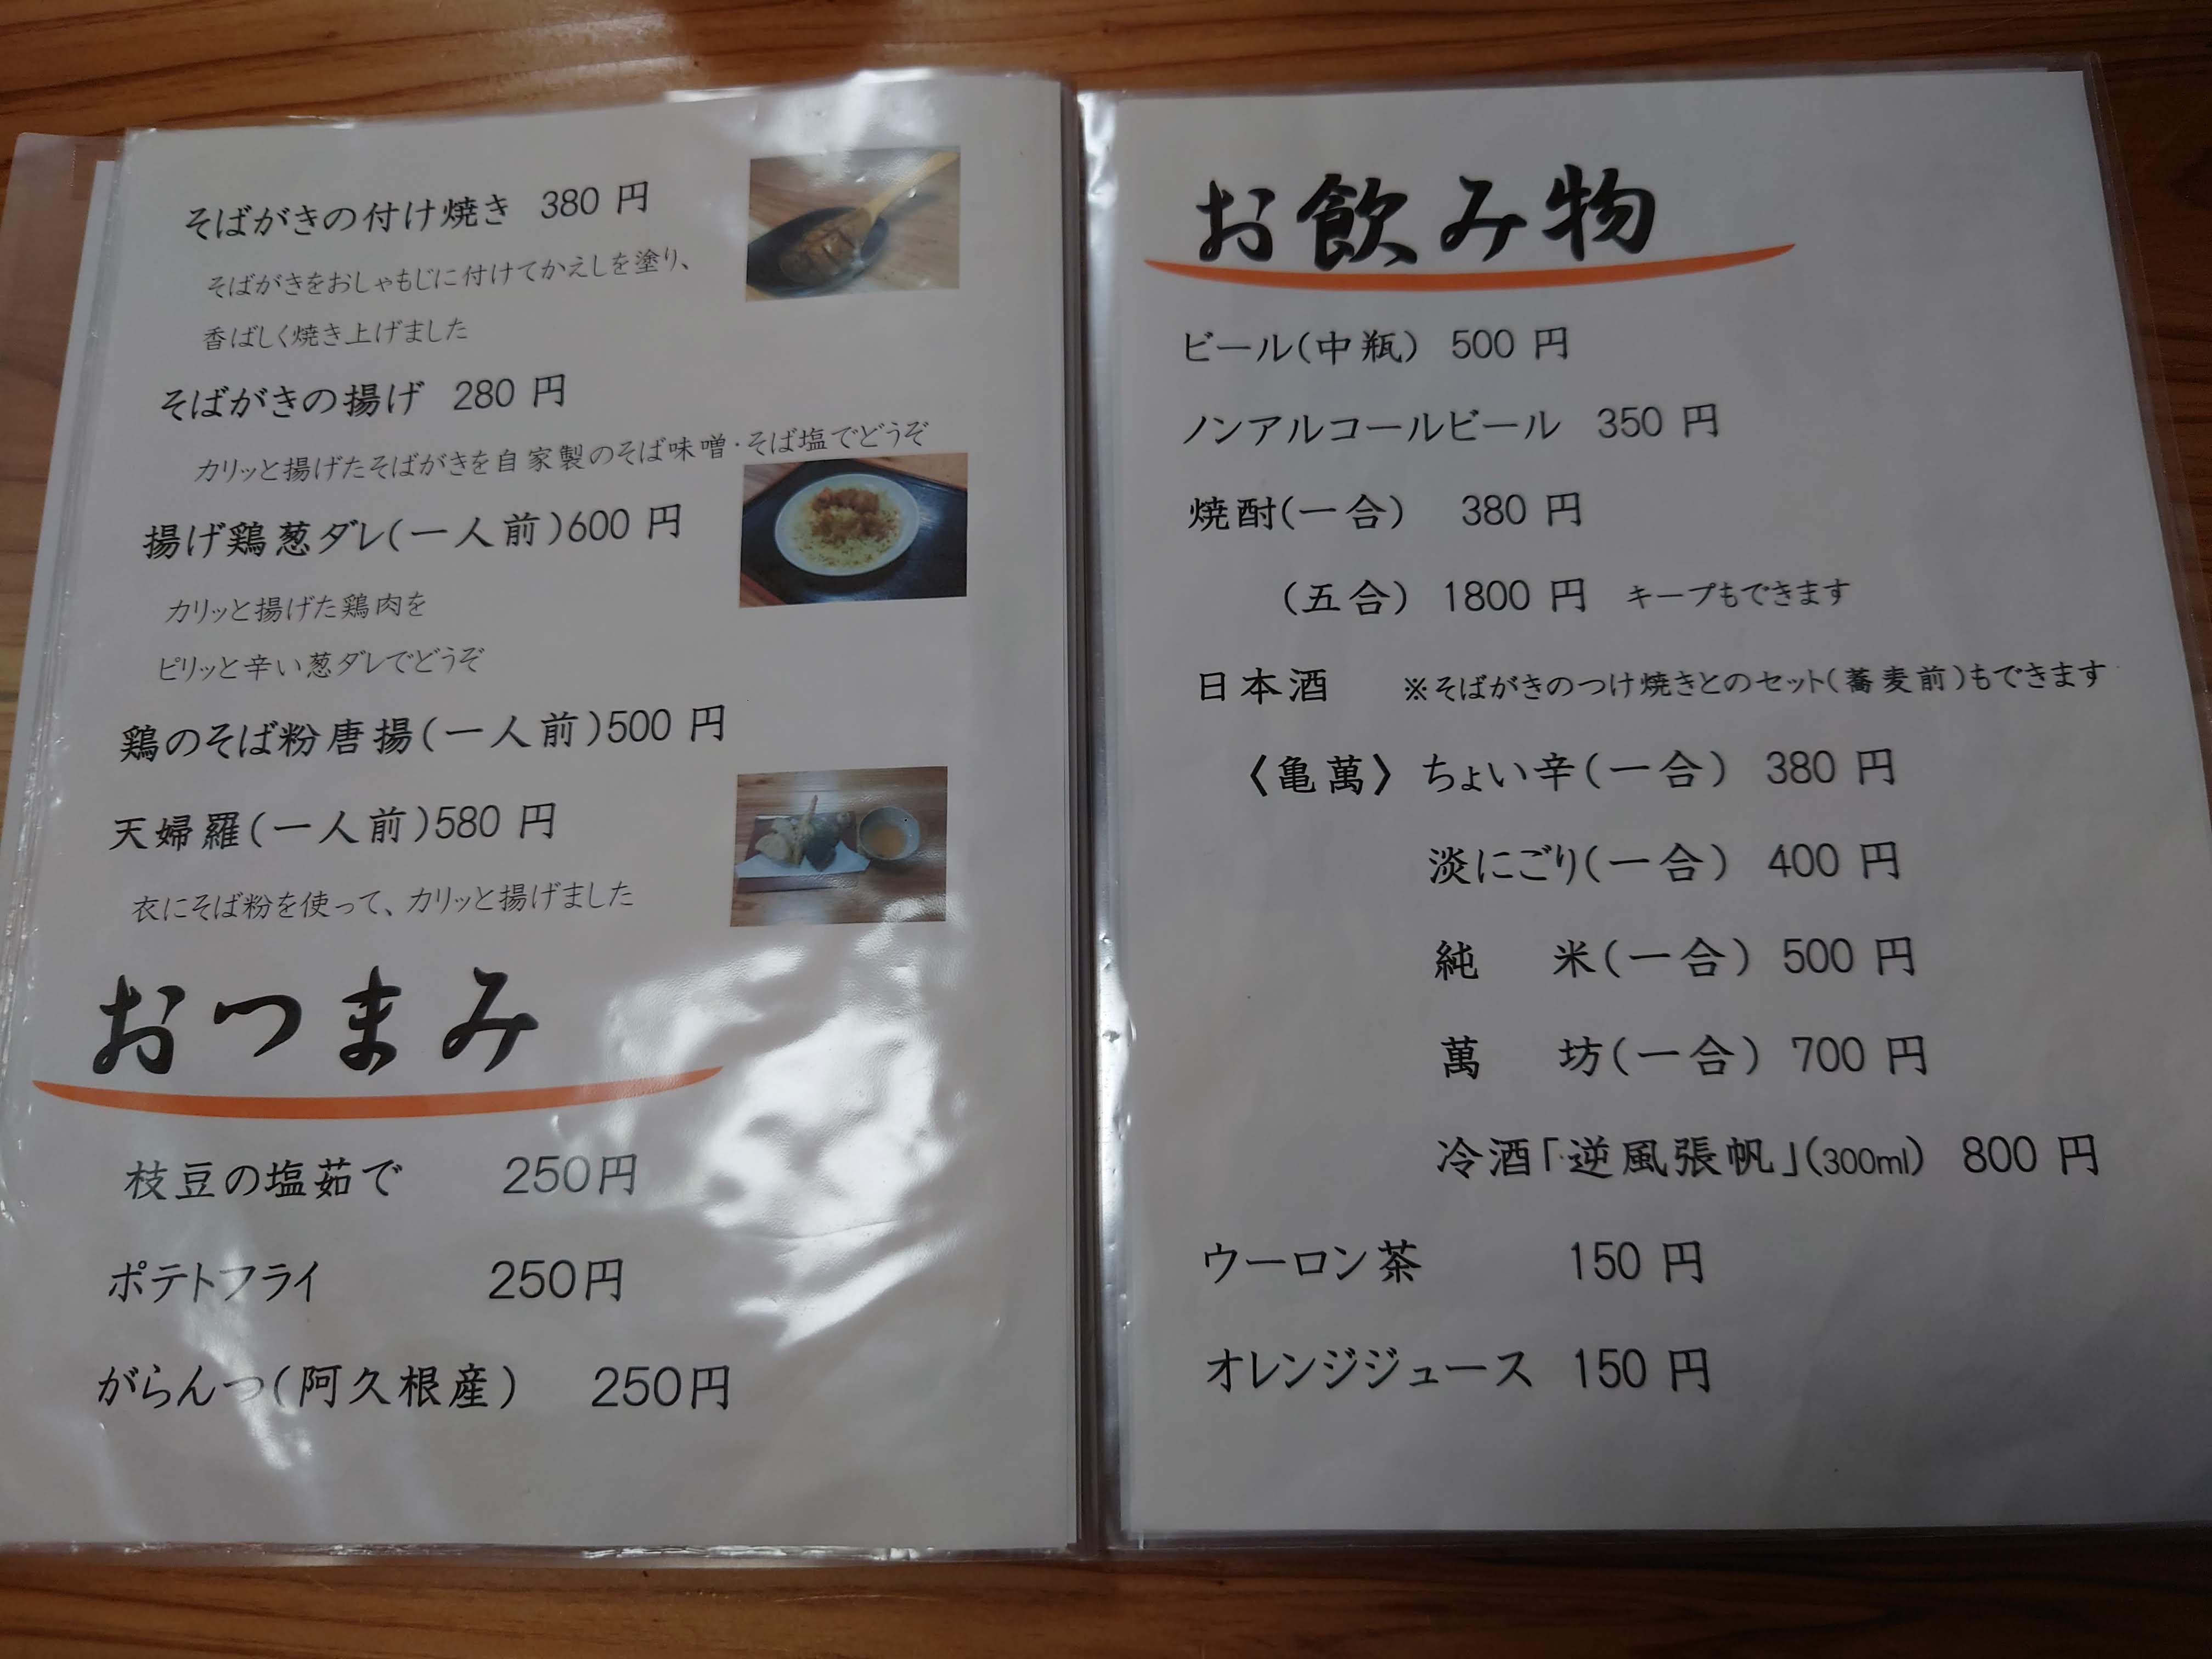 そばがきの付け焼き 380 円
そばがきをおしゃもじに付けてかえしを塗り、
香ばしく焼き上げました
そばがきの揚げ 280 円
カリッと揚げたそばがきを自家製のそば味噌・そば塩でどうぞ
揚げ鶏葱ダレ(一人前)600 円
カリッと揚げた鶏肉を
ピリッと辛い葱ダレでどうぞ
鶏のそば粉唐揚(一人前)500 円
天婦羅(一人前)580 円
衣にそば粉を使って、カリッと揚げました
おつまみ
枝豆の塩茹で 250円
ポテトフライ 250円
がらんつ(阿久根産) 250円
お飲み物
ビール(中瓶) 500 円
ノンアルコールビール 350 円
焼酎(一合) 380 円
(五合) 1800 円 キープもできます
日本酒 ※そばがきのつけ焼きとのセット(蕎麦前)もできます
〈亀萬〉ちょい辛(一合) 380 円
淡にごり(一合) 400 円
純 米(一合) 500 円
萬 坊(一合) 700 円
冷酒「逆風張帆」(300ml) 800 円
ウーロン茶 150 円
オレンジジュース 150 円